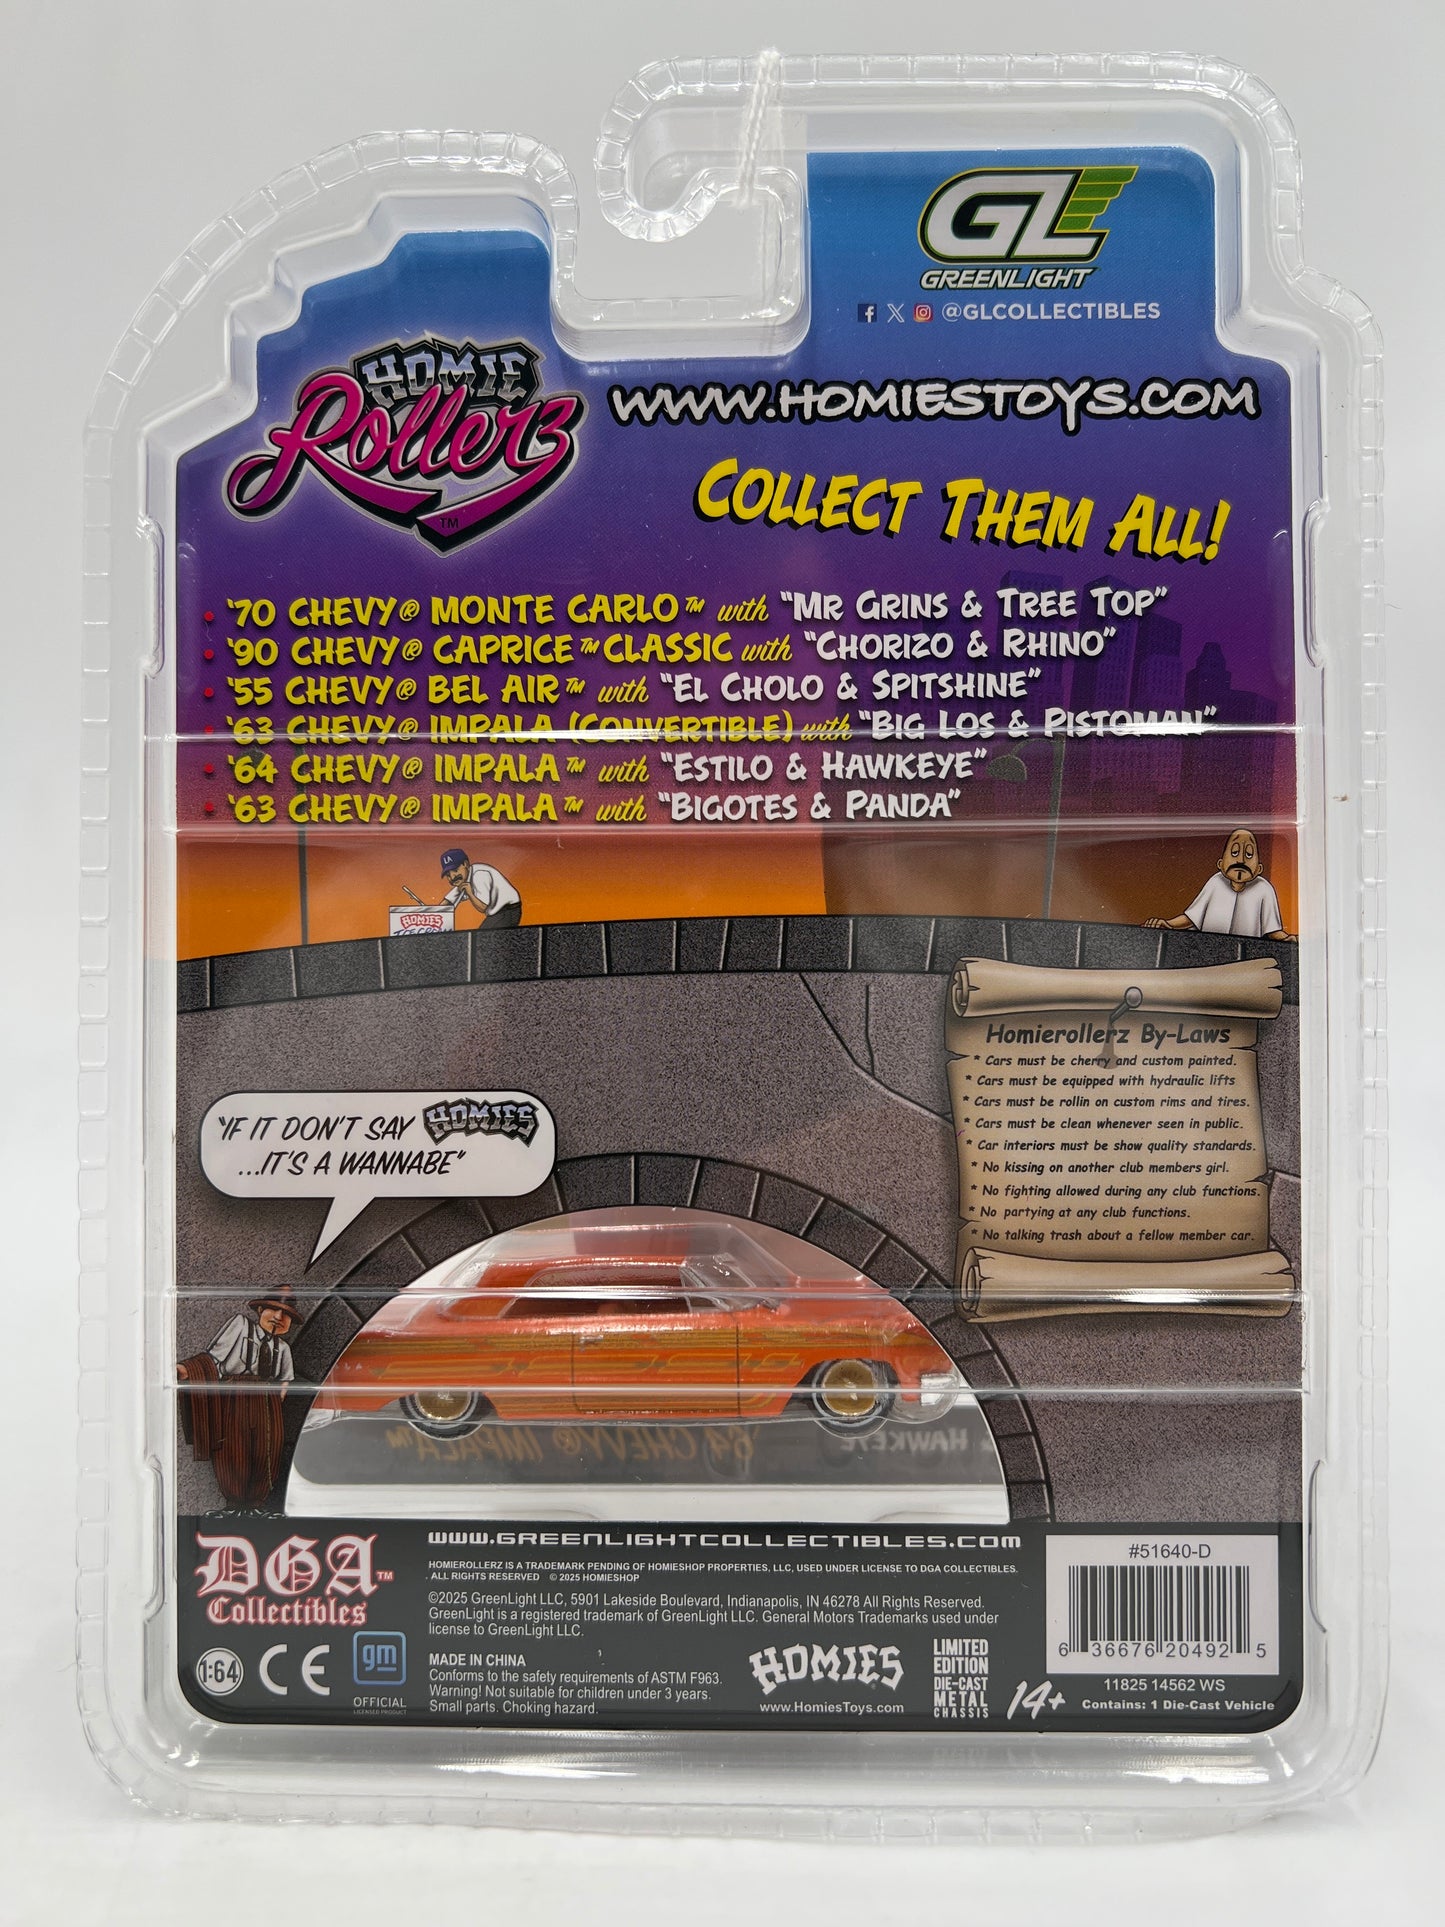 GL
GREENLIGHT
@GLCOLLECTIBLES
HOMIE
Rollerz
TM
WWW.HOMIESTOYS.COM
COLLECT THEM ALL!
• '70 CHEVY® MONTE CARLO™ with "MR GRINS & TREE TOP"
• '90 CHEVY® CAPRICE™ CLASSIC with "CHORIZO & RHINO"
• '55 CHEVY® BEL AIR™ with "EL CHOLO & SPITSHINE"
• '63 CHEVY® IMPALA (CONVERTIBLE) with "BIG LOS & PISTOMAN"
• '64 CHEVY® IMPALA™ with "ESTILO & HAWKEYE"
• '63 CHEVY® IMPALA™ with "BIGOTES & PANDA"
LA
HOMIES
Homierollerz By-Laws
* Cars must be cherry and custom painted.
* Cars must be equipped with hydraulic lifts
* Cars must be rollin on custom rims and tires.
* Cars must be clean whenever seen in public.
* Car interiors must be show quality standards.
* No kissing on another club members girl.
* No fighting allowed during any club functions.
* No partying at any club functions.
* No talking trash about a fellow member car.
"IF IT DON'T SAY HOMIES
...IT'S A WANNABE"
'64 CHEVY® IMPALA™ & HAWKEYE
DGA™
Collectibles
1:64 CE gm
OFFICIAL
LICENSED PRODUCT
WWW.GREENLIGHTCOLLECTIBLES.COM
HOMIEROLLERZ IS A TRADEMARK PENDING OF HOMIESHOP PROPERTIES, LLC, USED UNDER LICENSE TO DGA COLLECTIBLES.
. ALL RIGHTS RESERVED © 2025 HOMIESHOP
©2025 GreenLight LLC, 5901 Lakeside Boulevard, Indianapolis, IN 46278 All Rights Reserved.
GreenLight is a registered trademark of GreenLight LLC. General Motors Trademarks used under
license to GreenLight LLC.
MADE IN CHINA
Conforms to the safety requirements of ASTM F963.
Warning! Not suitable for children under 3 years.
Small parts. Choking hazard.
HOMIES
www.HomiesToys.com
LIMITED
EDITION
DIE-CAST
METAL
CHASSIS
14+
#51640-D
6 36676 20492 5
11825 14562 WS
Contains: 1 Die-Cast Vehicle